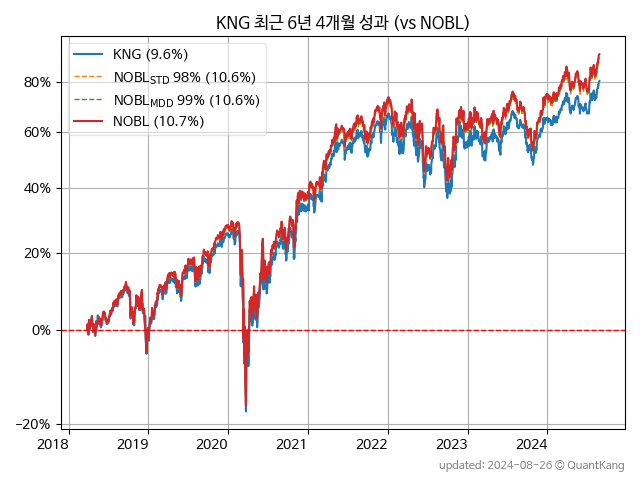 KNG 최근 6년 4개월 성과 (vs NOBL)
KNG (9.6%)
NOBL_STD 98% (10.6%)
NOBL_MDD 99% (10.6%)
NOBL (10.7%)
80%
60%
40%
20%
0%
−20%
2018 2019 2020 2021 2022 2023 2024
updated: 2024-08-26 © QuantKang